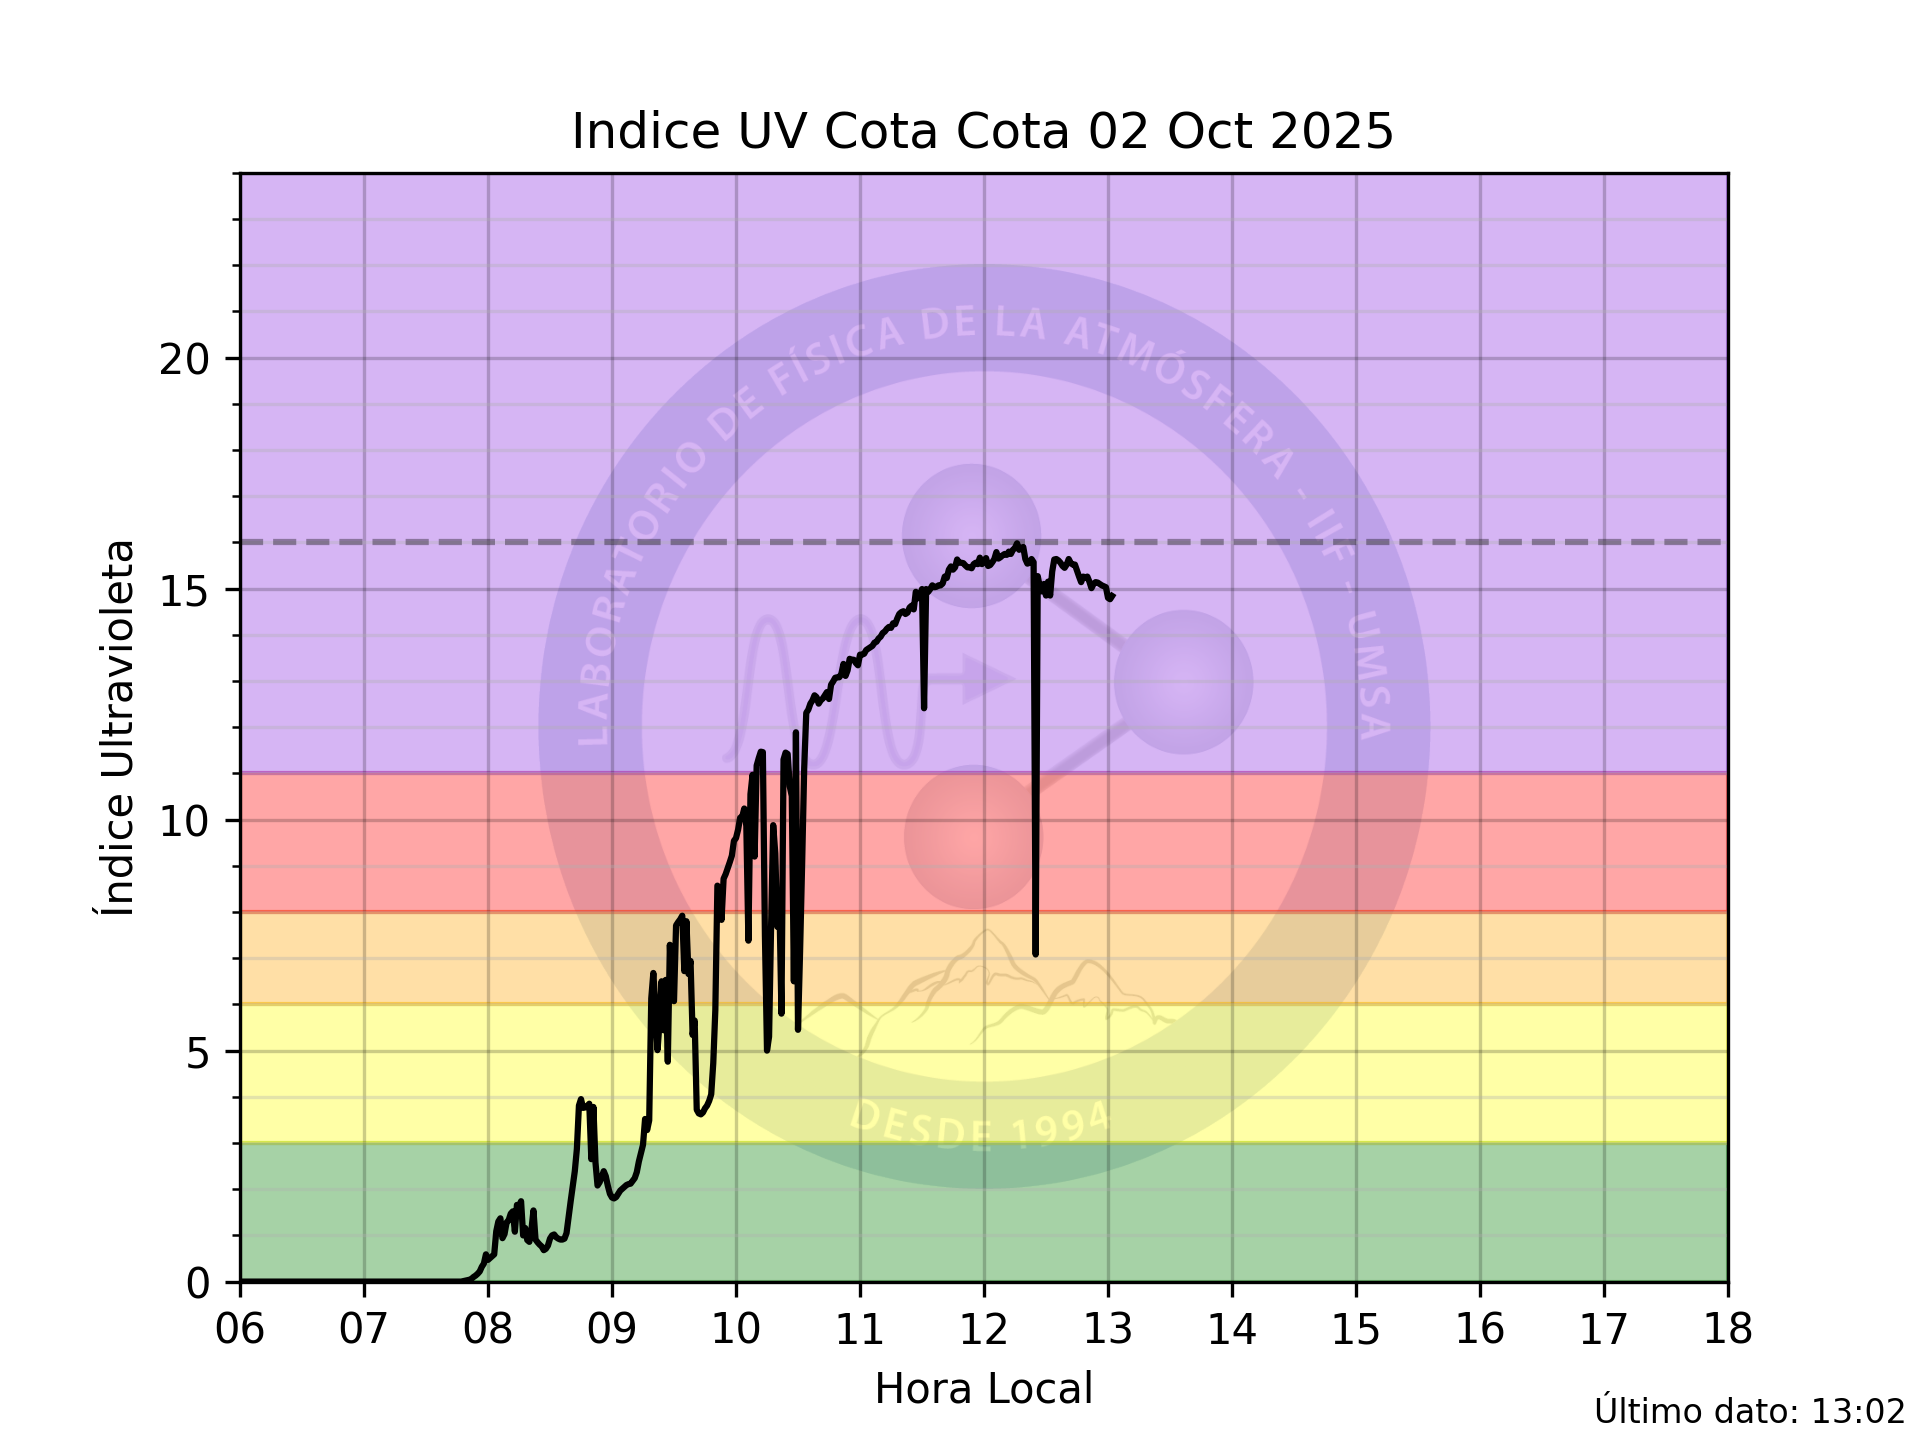 Indice UV Cota Cota 02 Oct 2025
LABORATORIO DE FÍSICA DE LA ATMÓSFERA - IIF - UMSA
DESDE 1994
Índice Ultravioleta
20
15
10
5
0
06 07 08 09 10 11 12 13 14 15 16 17 18
Hora Local
Último dato: 13:02